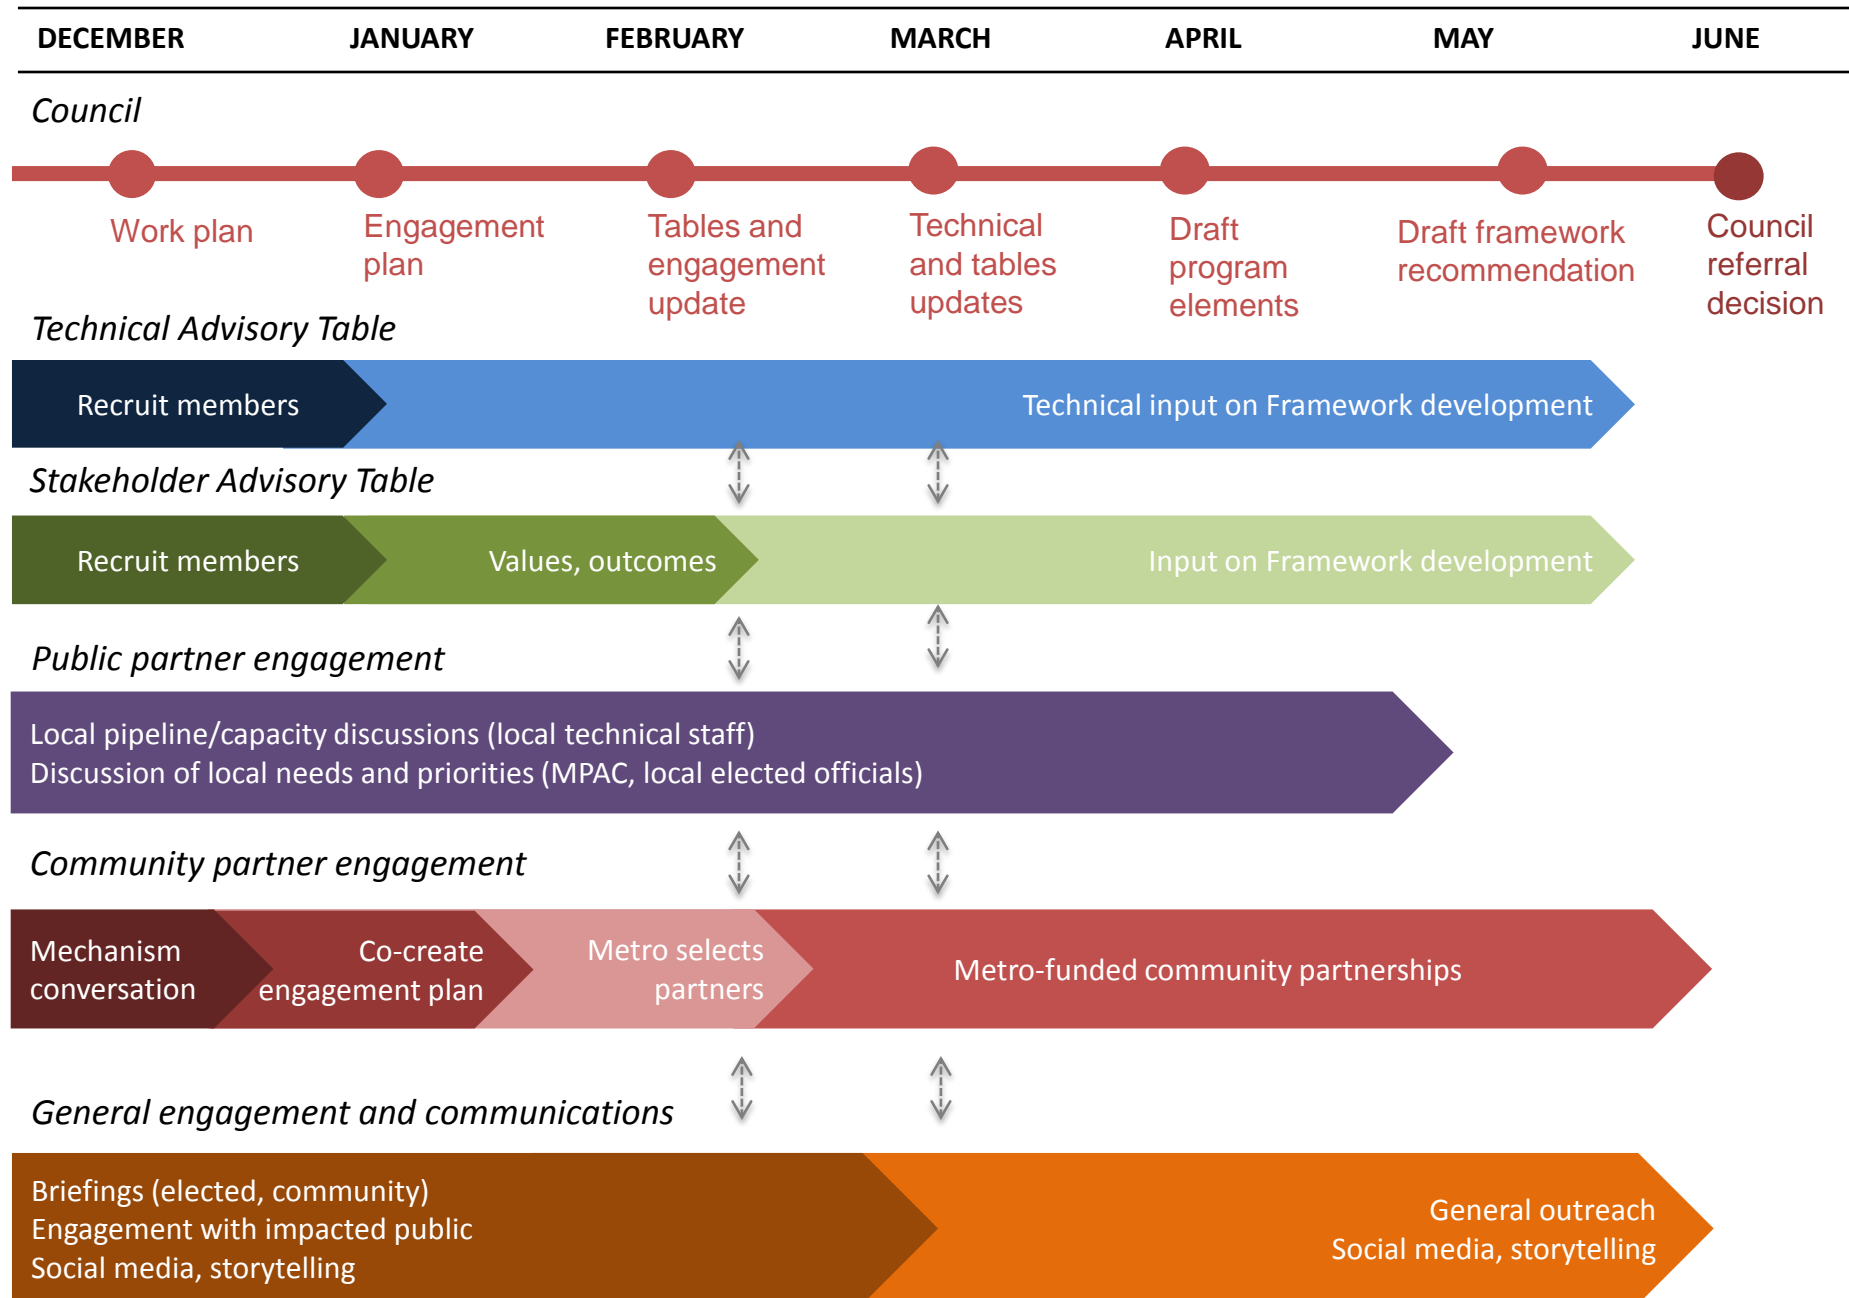 DECEMBER JANUARY FEBRUARY MARCH APRIL MAY JUNE
Council
Work plan
Engagement
plan
Tables and
engagement
update
Technical
and tables
updates
Draft
program
elements
Draft framework
recommendation
Council
referral
decision
Technical Advisory Table
Recruit members
Technical input on Framework development
Stakeholder Advisory Table
Recruit members
Values, outcomes
Input on Framework development
Public partner engagement
Local pipeline/capacity discussions (local technical staff)
Discussion of local needs and priorities (MPAC, local elected officials)
Community partner engagement
Mechanism
conversation
Co-create
engagement plan
Metro selects
partners
Metro-funded community partnerships
General engagement and communications
Briefings (elected, community)
Engagement with impacted public
Social media, storytelling
General outreach
Social media, storytelling